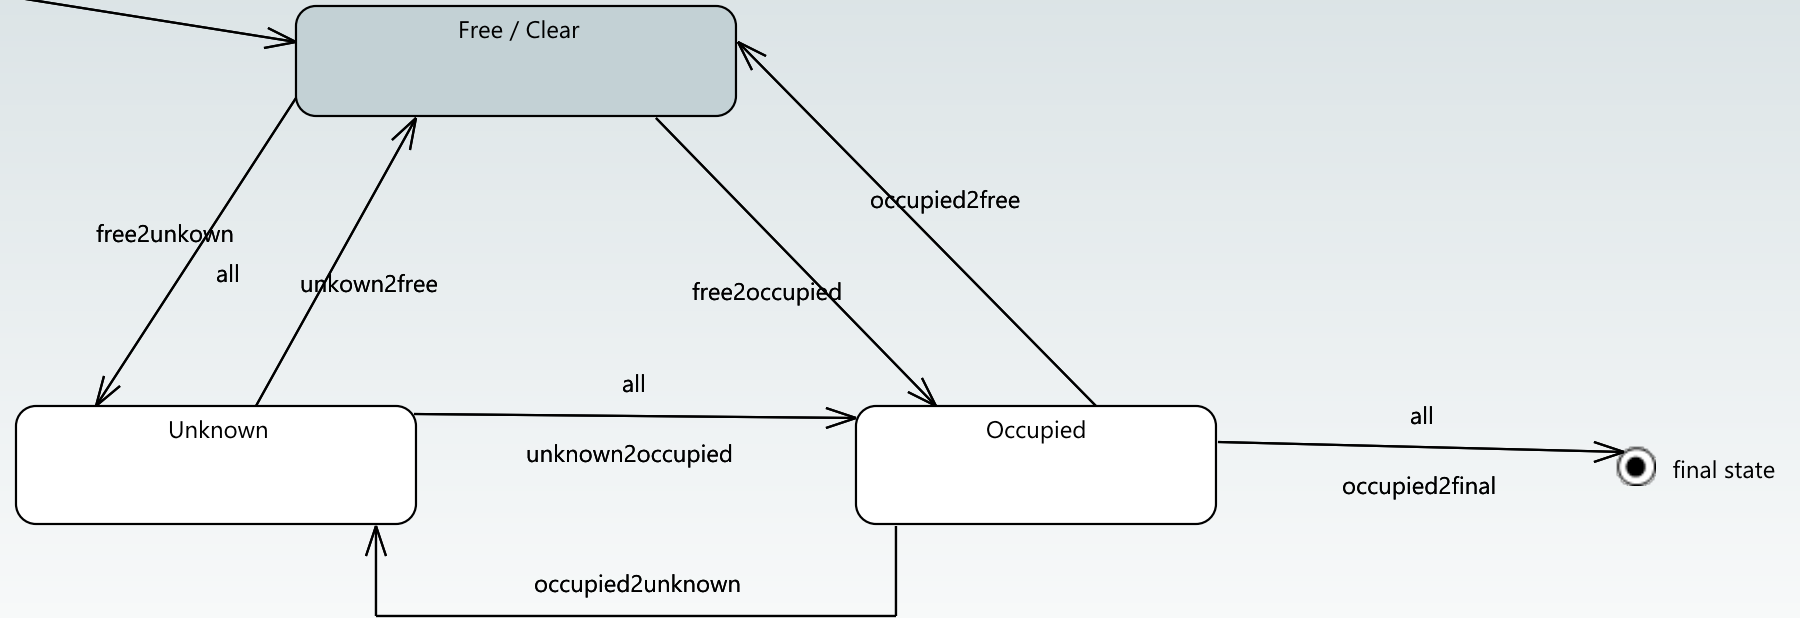 Free / Clear
occupied2free
free2unkown
all
unkown2free
free2occupied
all
Unknown
unknown2occupied
Occupied
all
occupied2final
final state
occupied2unknown